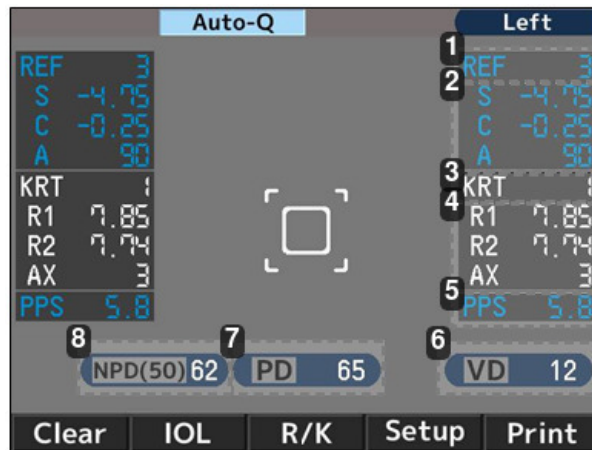 Auto-Q Left
REF 3
S -4.75
C -0.25
A 90
KRT 1
R1 7.85
R2 7.74
AX 3
PPS 5.8
1
REF 3
2
S -4.75
C -0.25
A 90
3
KRT 1
4
R1 7.85
R2 7.74
AX 3
5
PPS 5.8
8 7 6
NPD(50) 62 PD 65 VD 12
Clear IOL R/K Setup Print